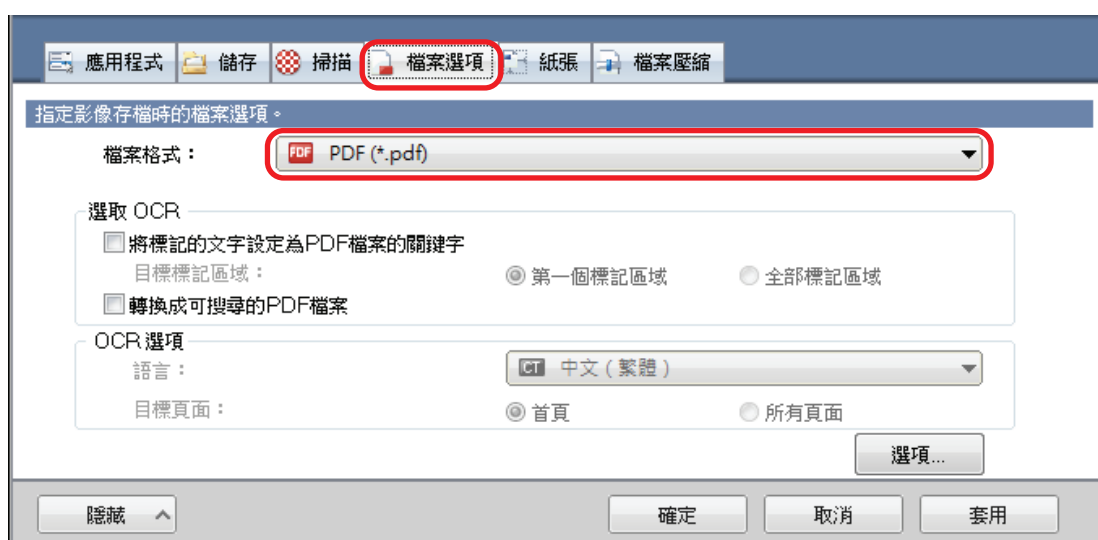 應用程式 儲存 掃描 檔案選項 紙張 檔案壓縮
指定影像存檔時的檔案選項。
檔案格式： PDF PDF (*.pdf)
選取 OCR
將標記的文字設定為PDF檔案的關鍵字
目標標記區域： 第一個標記區域 全部標記區域
轉換成可搜尋的PDF檔案
OCR 選項
語言： CT 中文 ( 繁體 )
目標頁面： 首頁 所有頁面
選項...
隱藏 確定 取消 套用